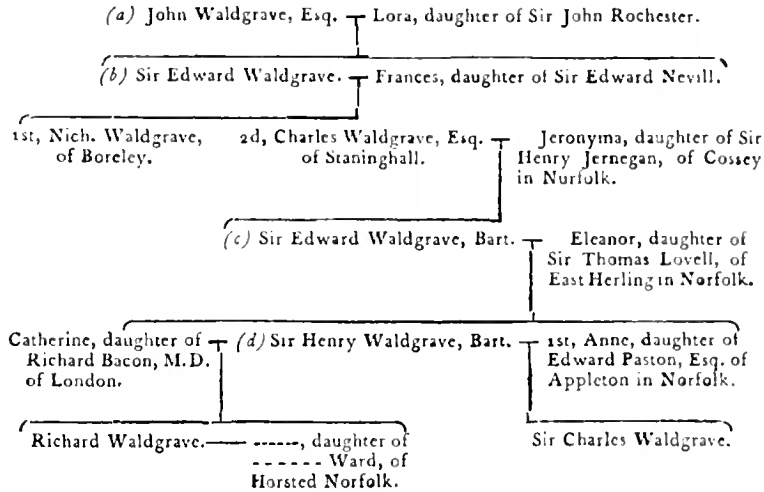 (a) John Waldgrave, Esq. Lora, daughter of Sir John Rochester.
(b) Sir Edward Waldgrave. Frances, daughter of Sir Edward Nevill.
1st, Nich. Waldgrave, of Boreley.
2d, Charles Waldgrave, Esq. of Staninghall.
Jeronyma, daughter of Sir
Henry Jernegan, of Cossey
in Nurfolk.
(c) Sir Edward Waldgrave, Bart.
Eleanor, daughter of
Sir Thomas Lovell, of
East Herling in Norfolk.
Catherine, daughter of
Richard Bacon, M.D.
of London.
(d) Sir Henry Waldgrave, Bart.
1st, Anne, daughter of
Edward Paston, Esq. of
Appleton in Norfolk.
Richard Waldgrave.
-----, daughter of
------ Ward, of
Horsted Norfolk.
Sir Charles Waldgrave.